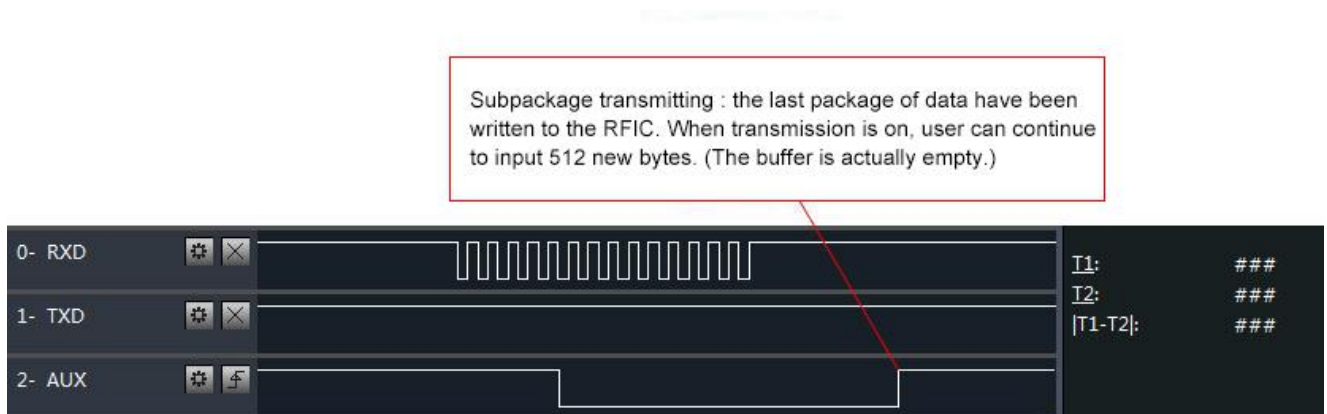 Subpackage transmitting : the last package of data have been
written to the RFIC. When transmission is on, user can continue
to input 512 new bytes. (The buffer is actually empty.)
0- RXD
T1: ###
T2: ###
1- TXD
|T1-T2|: ###
2- AUX